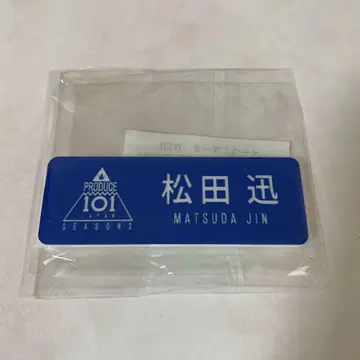 PRODUCE
101
JAPAN
SEASON2
松田 迅
MATSUDA JIN